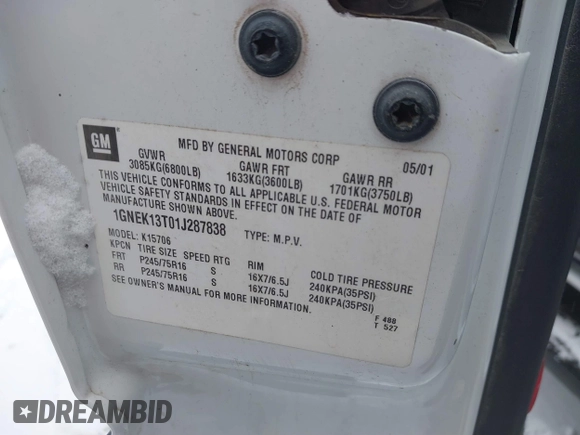 GM
MFD BY GENERAL MOTORS CORP 05/01
GVWR GAWR FRT GAWR RR
3085KG(6800LB) 1633KG(3600LB) 1701KG(3750LB)
THIS VEHICLE CONFORMS TO ALL APPLICABLE U.S. FEDERAL MOTOR
VEHICLE SAFETY STANDARDS IN EFFECT ON THE DATE OF
MANUFACTURE SHOWN ABOVE.
1GNEK13T01J287838 TYPE: M.P.V.
MODEL: K15706
KPCN TIRE SIZE SPEED RTG RIM COLD TIRE PRESSURE
FRT P245/75R16 S 16X7/6.5J 240KPA(35PSI)
RR P245/75R16 S 16X7/6.5J 240KPA(35PSI)
SEE OWNER'S MANUAL FOR MORE INFORMATION.
F 488
T 527
DREAMBID